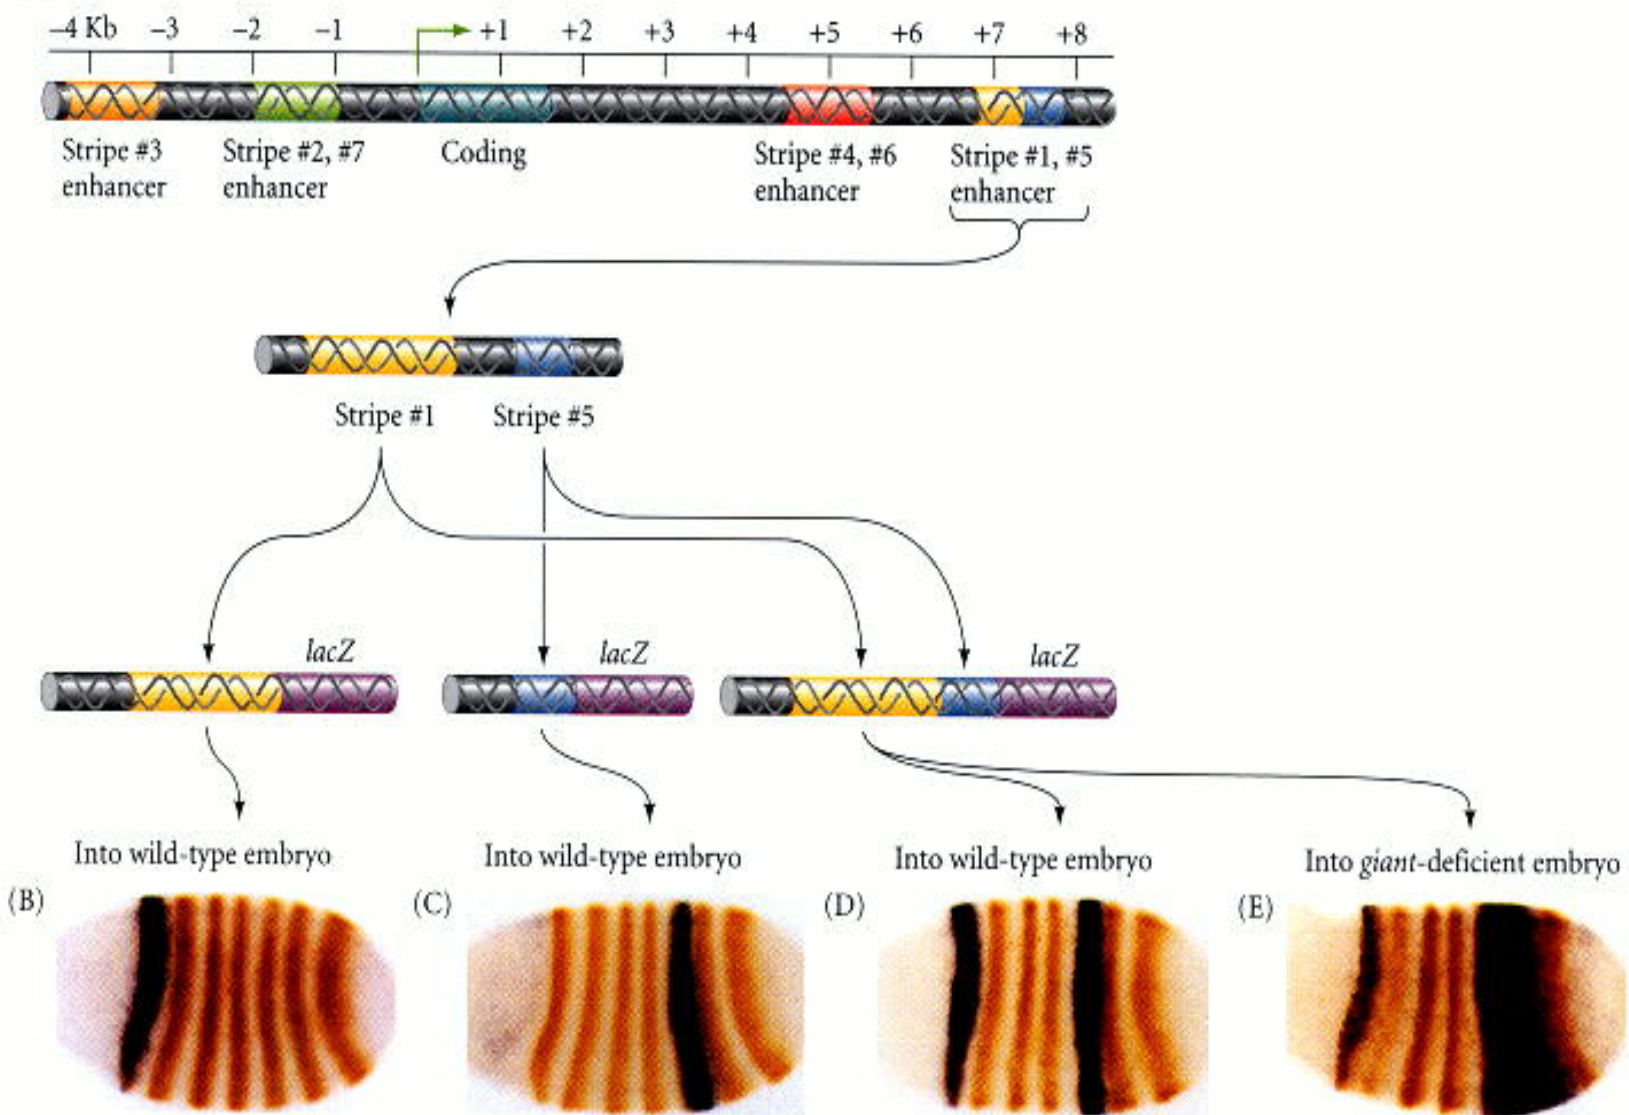 –4 Kb –3 –2 –1 +1 +2 +3 +4 +5 +6 +7 +8
Stripe #3
enhancer
Stripe #2, #7
enhancer
Coding
Stripe #4, #6
enhancer
Stripe #1, #5
enhancer
Stripe #1
Stripe #5
lacZ
lacZ
lacZ
Into wild-type embryo
Into wild-type embryo
Into wild-type embryo
Into giant-deficient embryo
(B)
(C)
(D)
(E)